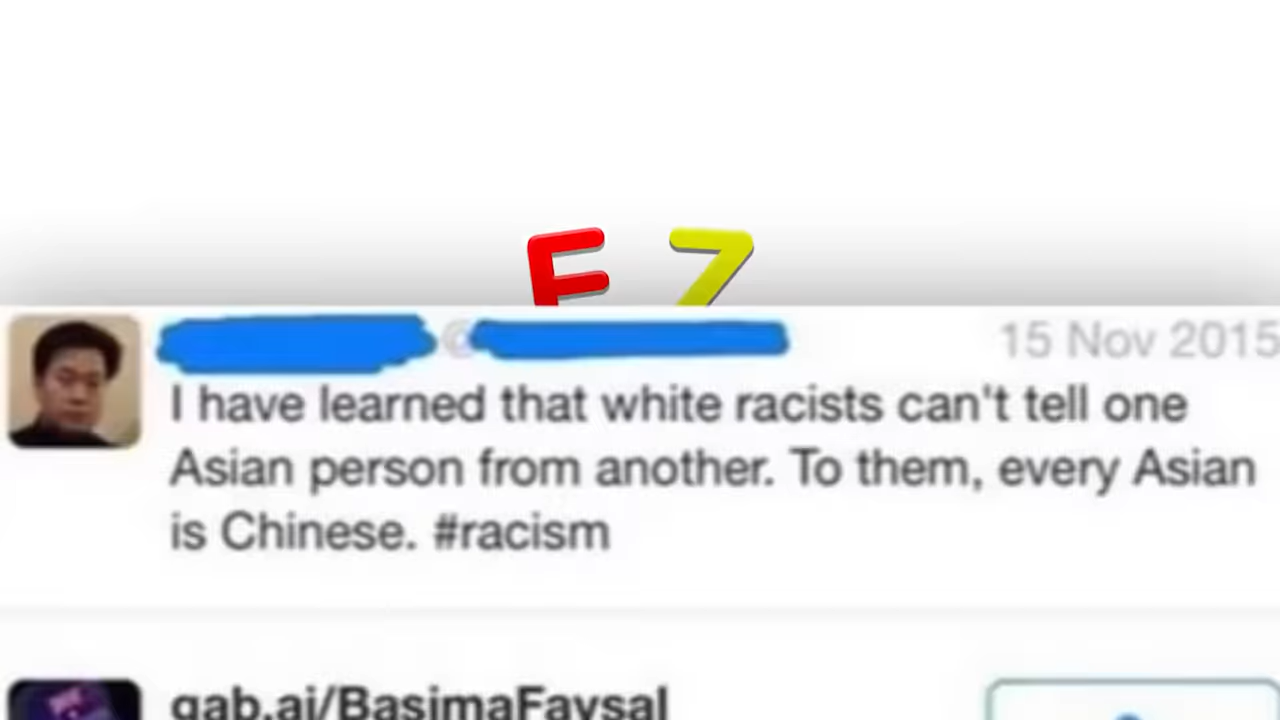 E Z
@
15 Nov 2015
I have learned that white racists can't tell one
Asian person from another. To them, every Asian
is Chinese. #racism
gab.ai/BasimaFaysal